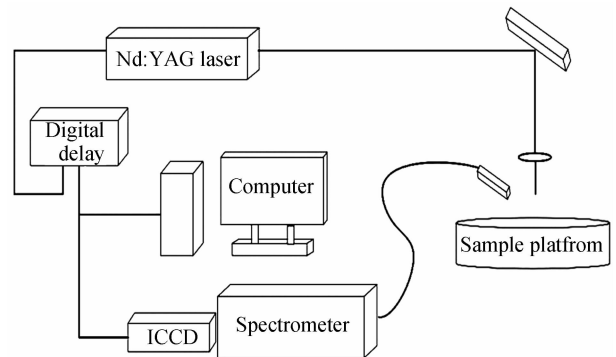 Nd:YAG laser
Digital
delay
Computer
Sample platfrom
ICCD
Spectrometer